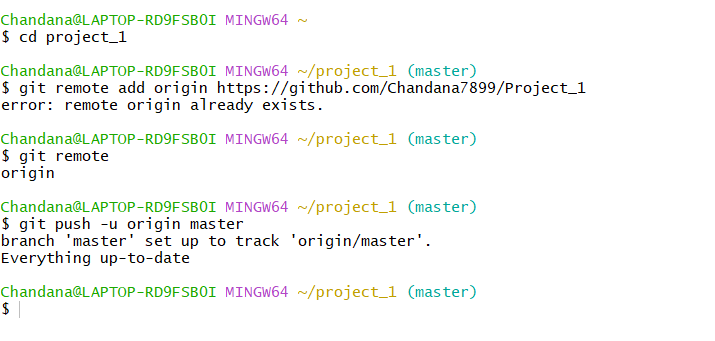 Chandana@LAPTOP-RD9FSB0I MINGW64 ~
$ cd project_1
Chandana@LAPTOP-RD9FSB0I MINGW64 ~/project_1 (master)
$ git remote add origin https://github.com/Chandana7899/Project_1
error: remote origin already exists.
Chandana@LAPTOP-RD9FSB0I MINGW64 ~/project_1 (master)
$ git remote
origin
Chandana@LAPTOP-RD9FSB0I MINGW64 ~/project_1 (master)
$ git push -u origin master
branch 'master' set up to track 'origin/master'.
Everything up-to-date
Chandana@LAPTOP-RD9FSB0I MINGW64 ~/project_1 (master)
$